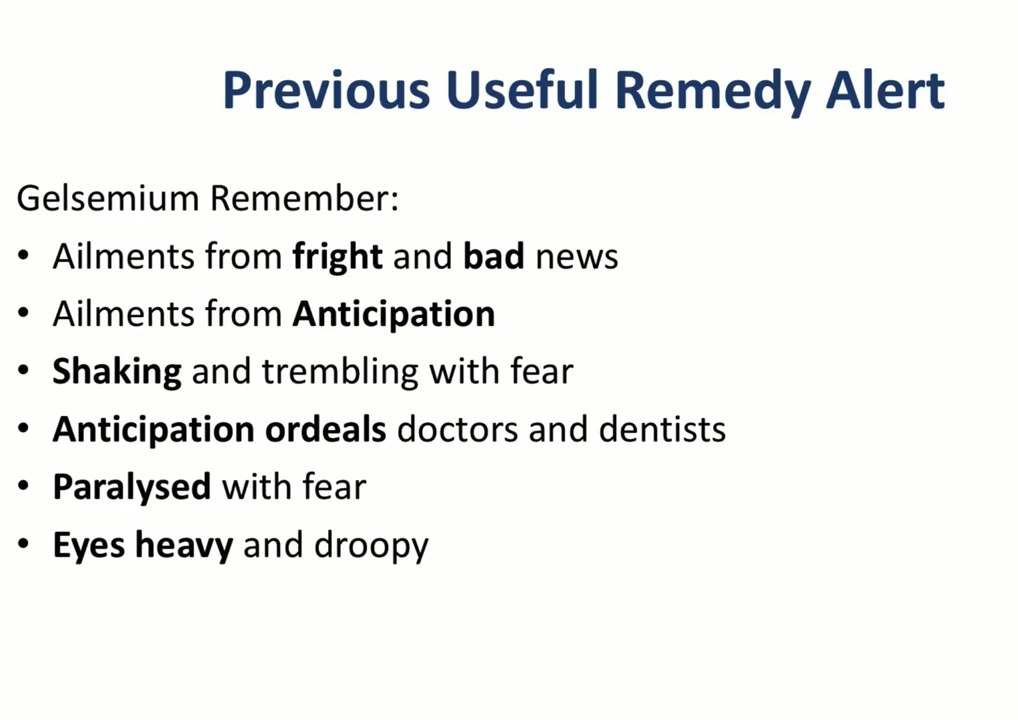 Previous Useful Remedy Alert
Gelsemium Remember:
• Ailments from fright and bad news
• Ailments from Anticipation
• Shaking and trembling with fear
• Anticipation ordeals doctors and dentists
• Paralysed with fear
• Eyes heavy and droopy